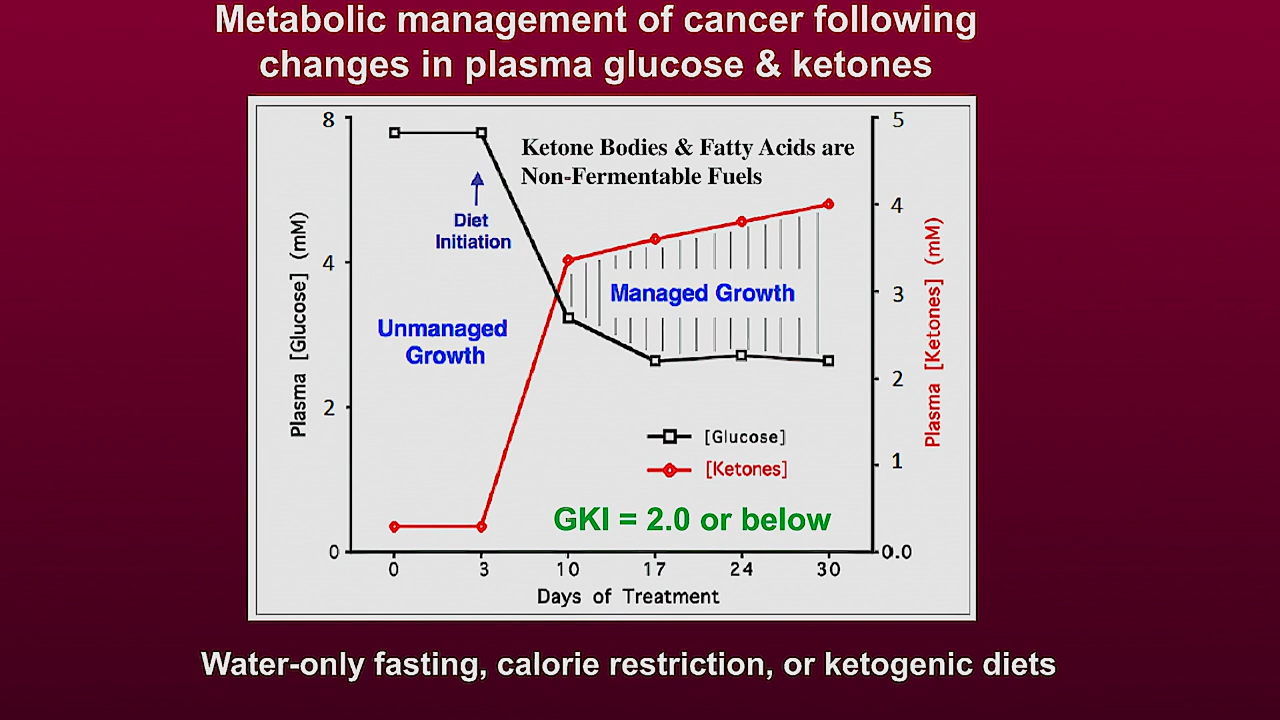 Metabolic management of cancer following
changes in plasma glucose & ketones
8
4
2
0
Plasma [Glucose] (mM)
5
4
3
2
1
0.0
Plasma [Ketones] (mM)
Ketone Bodies & Fatty Acids are
Non-Fermentable Fuels
Diet
Initiation
Unmanaged
Growth
Managed Growth
[Glucose]
[Ketones]
GKI = 2.0 or below
0 3 10 17 24 30
Days of Treatment
Water-only fasting, calorie restriction, or ketogenic diets